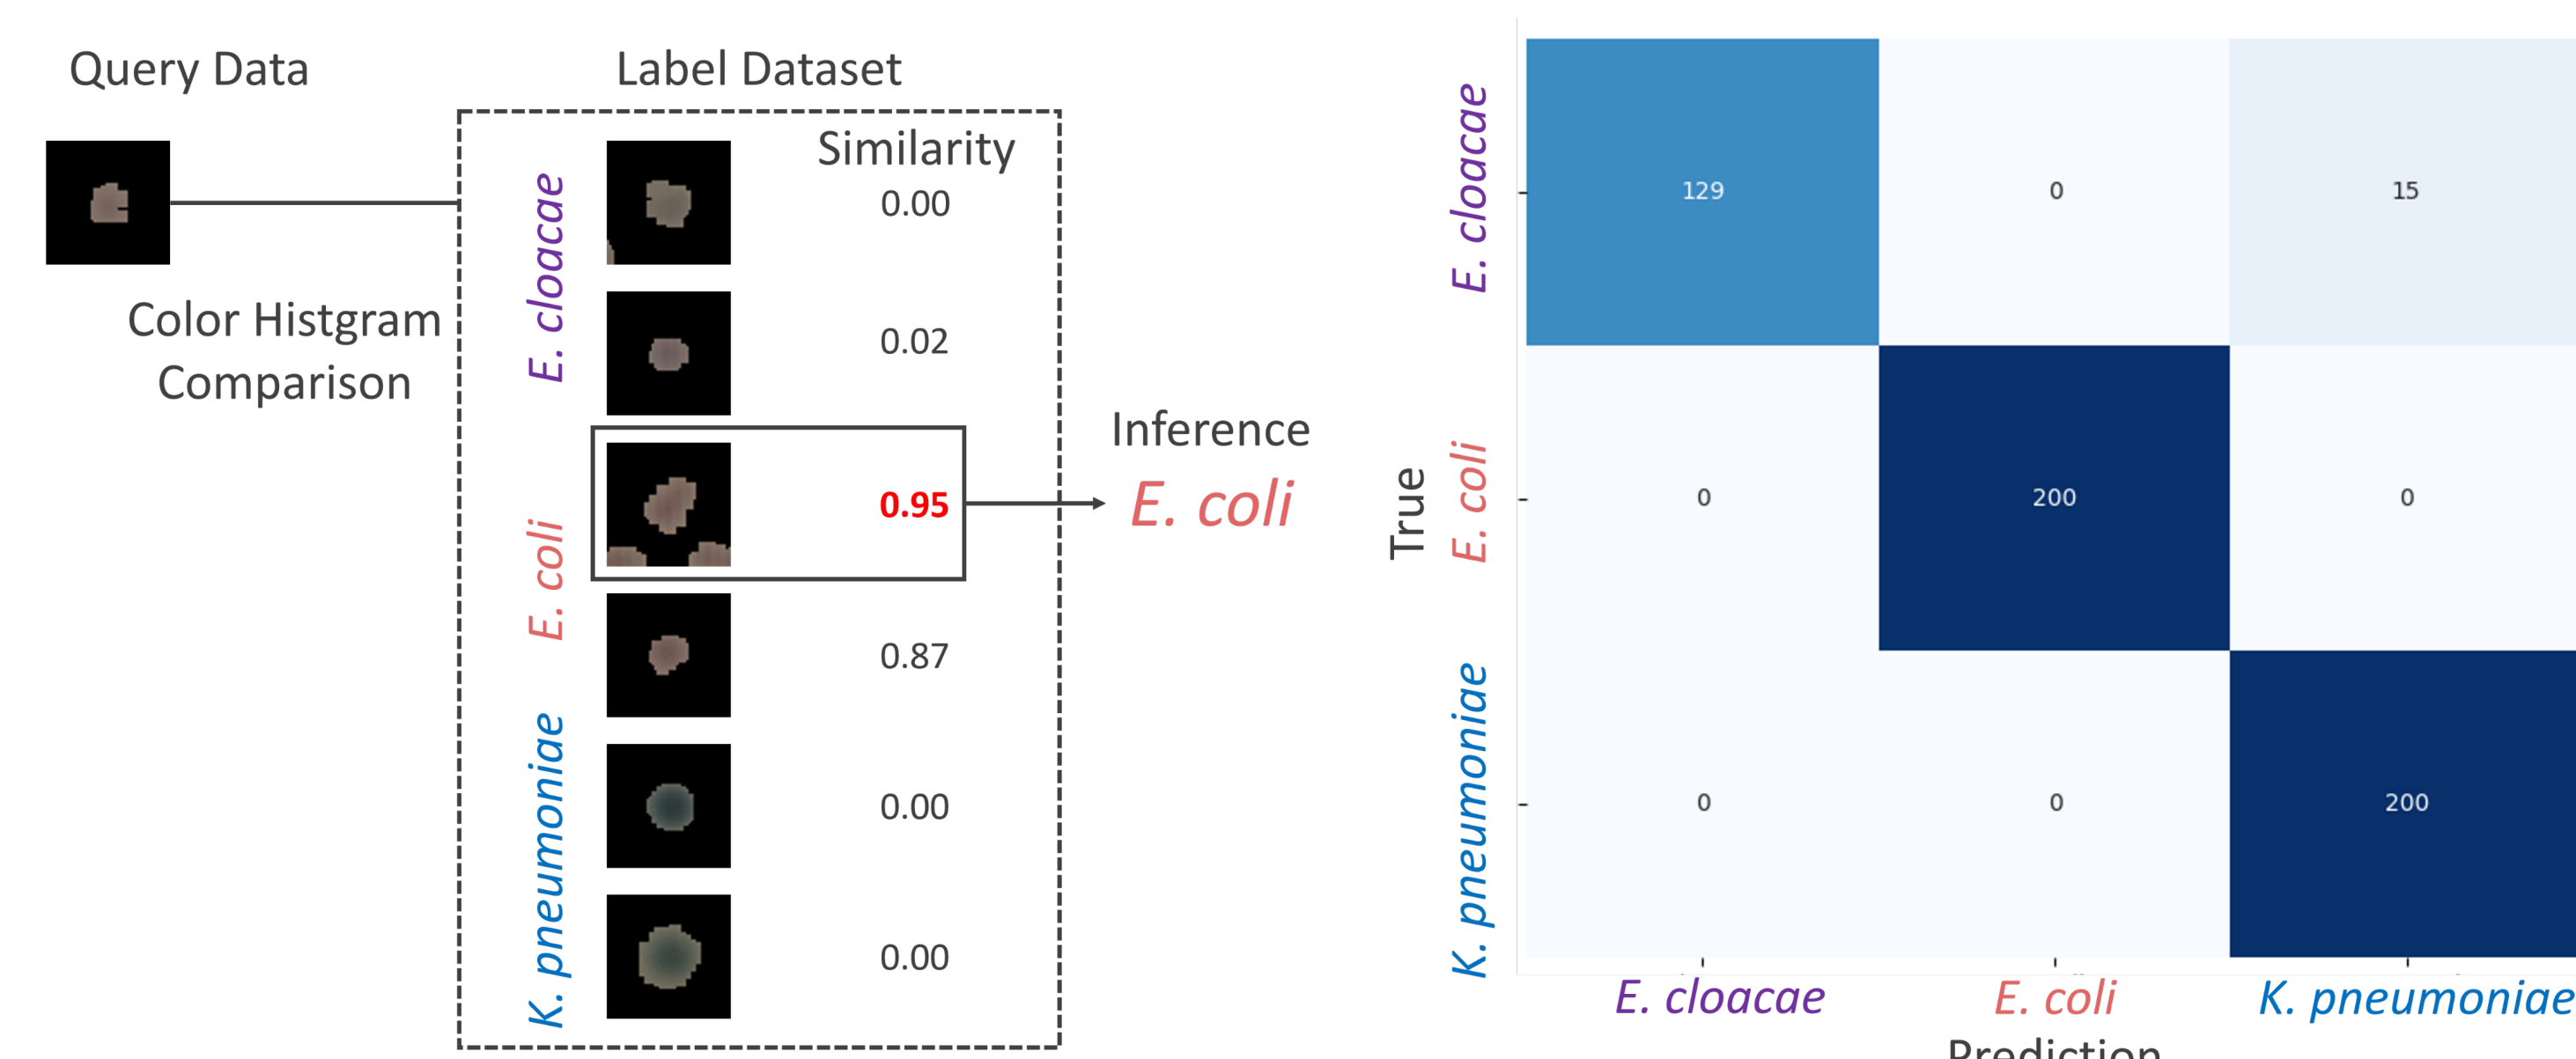 Query Data
Label Dataset
Similarity
E. cloacae
0.00
0.02
Color Histgram
Comparison
E. coli
0.95
0.87
Inference
E. coli
K. pneumoniae
0.00
0.00
True
E. cloacae
129
0
15
E. coli
0
200
0
K. pneumoniae
0
0
200
E. cloacae
E. coli
K. pneumoniae
Prediction